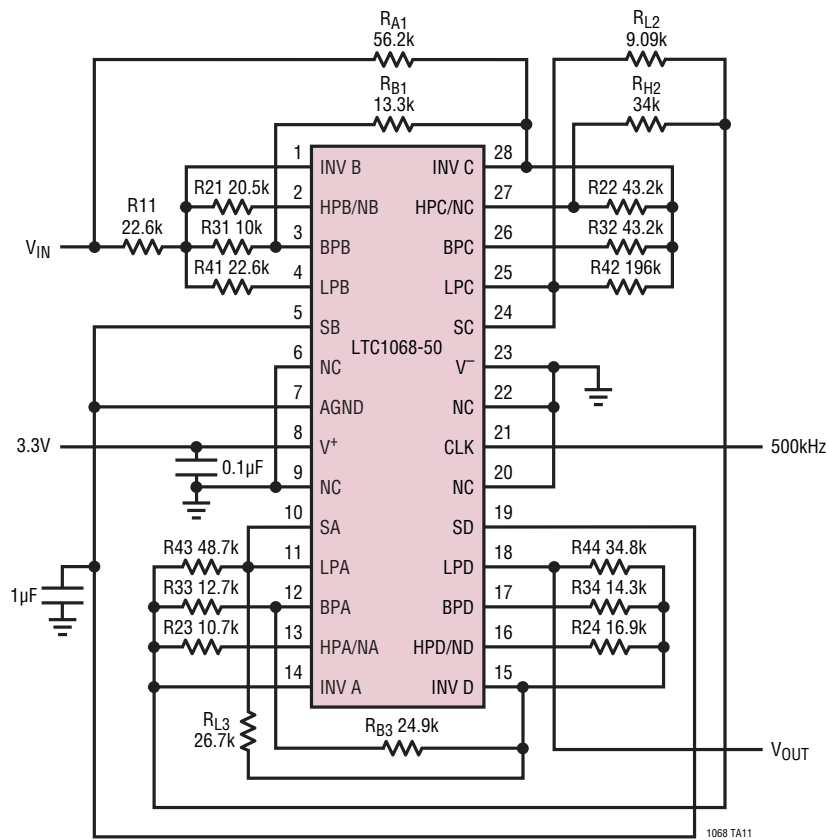 RA1
56.2k
RL2
9.09k
RB1
13.3k
RH2
34k
1 INV B INV C 28
R21 20.5k 2 HPB/NB HPC/NC 27 R22 43.2k
R11
22.6k
VIN
R31 10k 3 BPB BPC 26 R32 43.2k
R41 22.6k 4 LPB LPC 25 R42 196k
5 SB SC 24
LTC1068-50
6 NC V– 23
7 AGND NC 22
3.3V 8 V+ CLK 21 500kHz
0.1µF
9 NC NC 20
10 SA SD 19
R43 48.7k 11 LPA LPD 18 R44 34.8k
1µF
R33 12.7k 12 BPA BPD 17 R34 14.3k
R23 10.7k 13 HPA/NA HPD/ND 16 R24 16.9k
14 INV A INV D 15
RL3
26.7k
RB3 24.9k
VOUT
1068 TA11